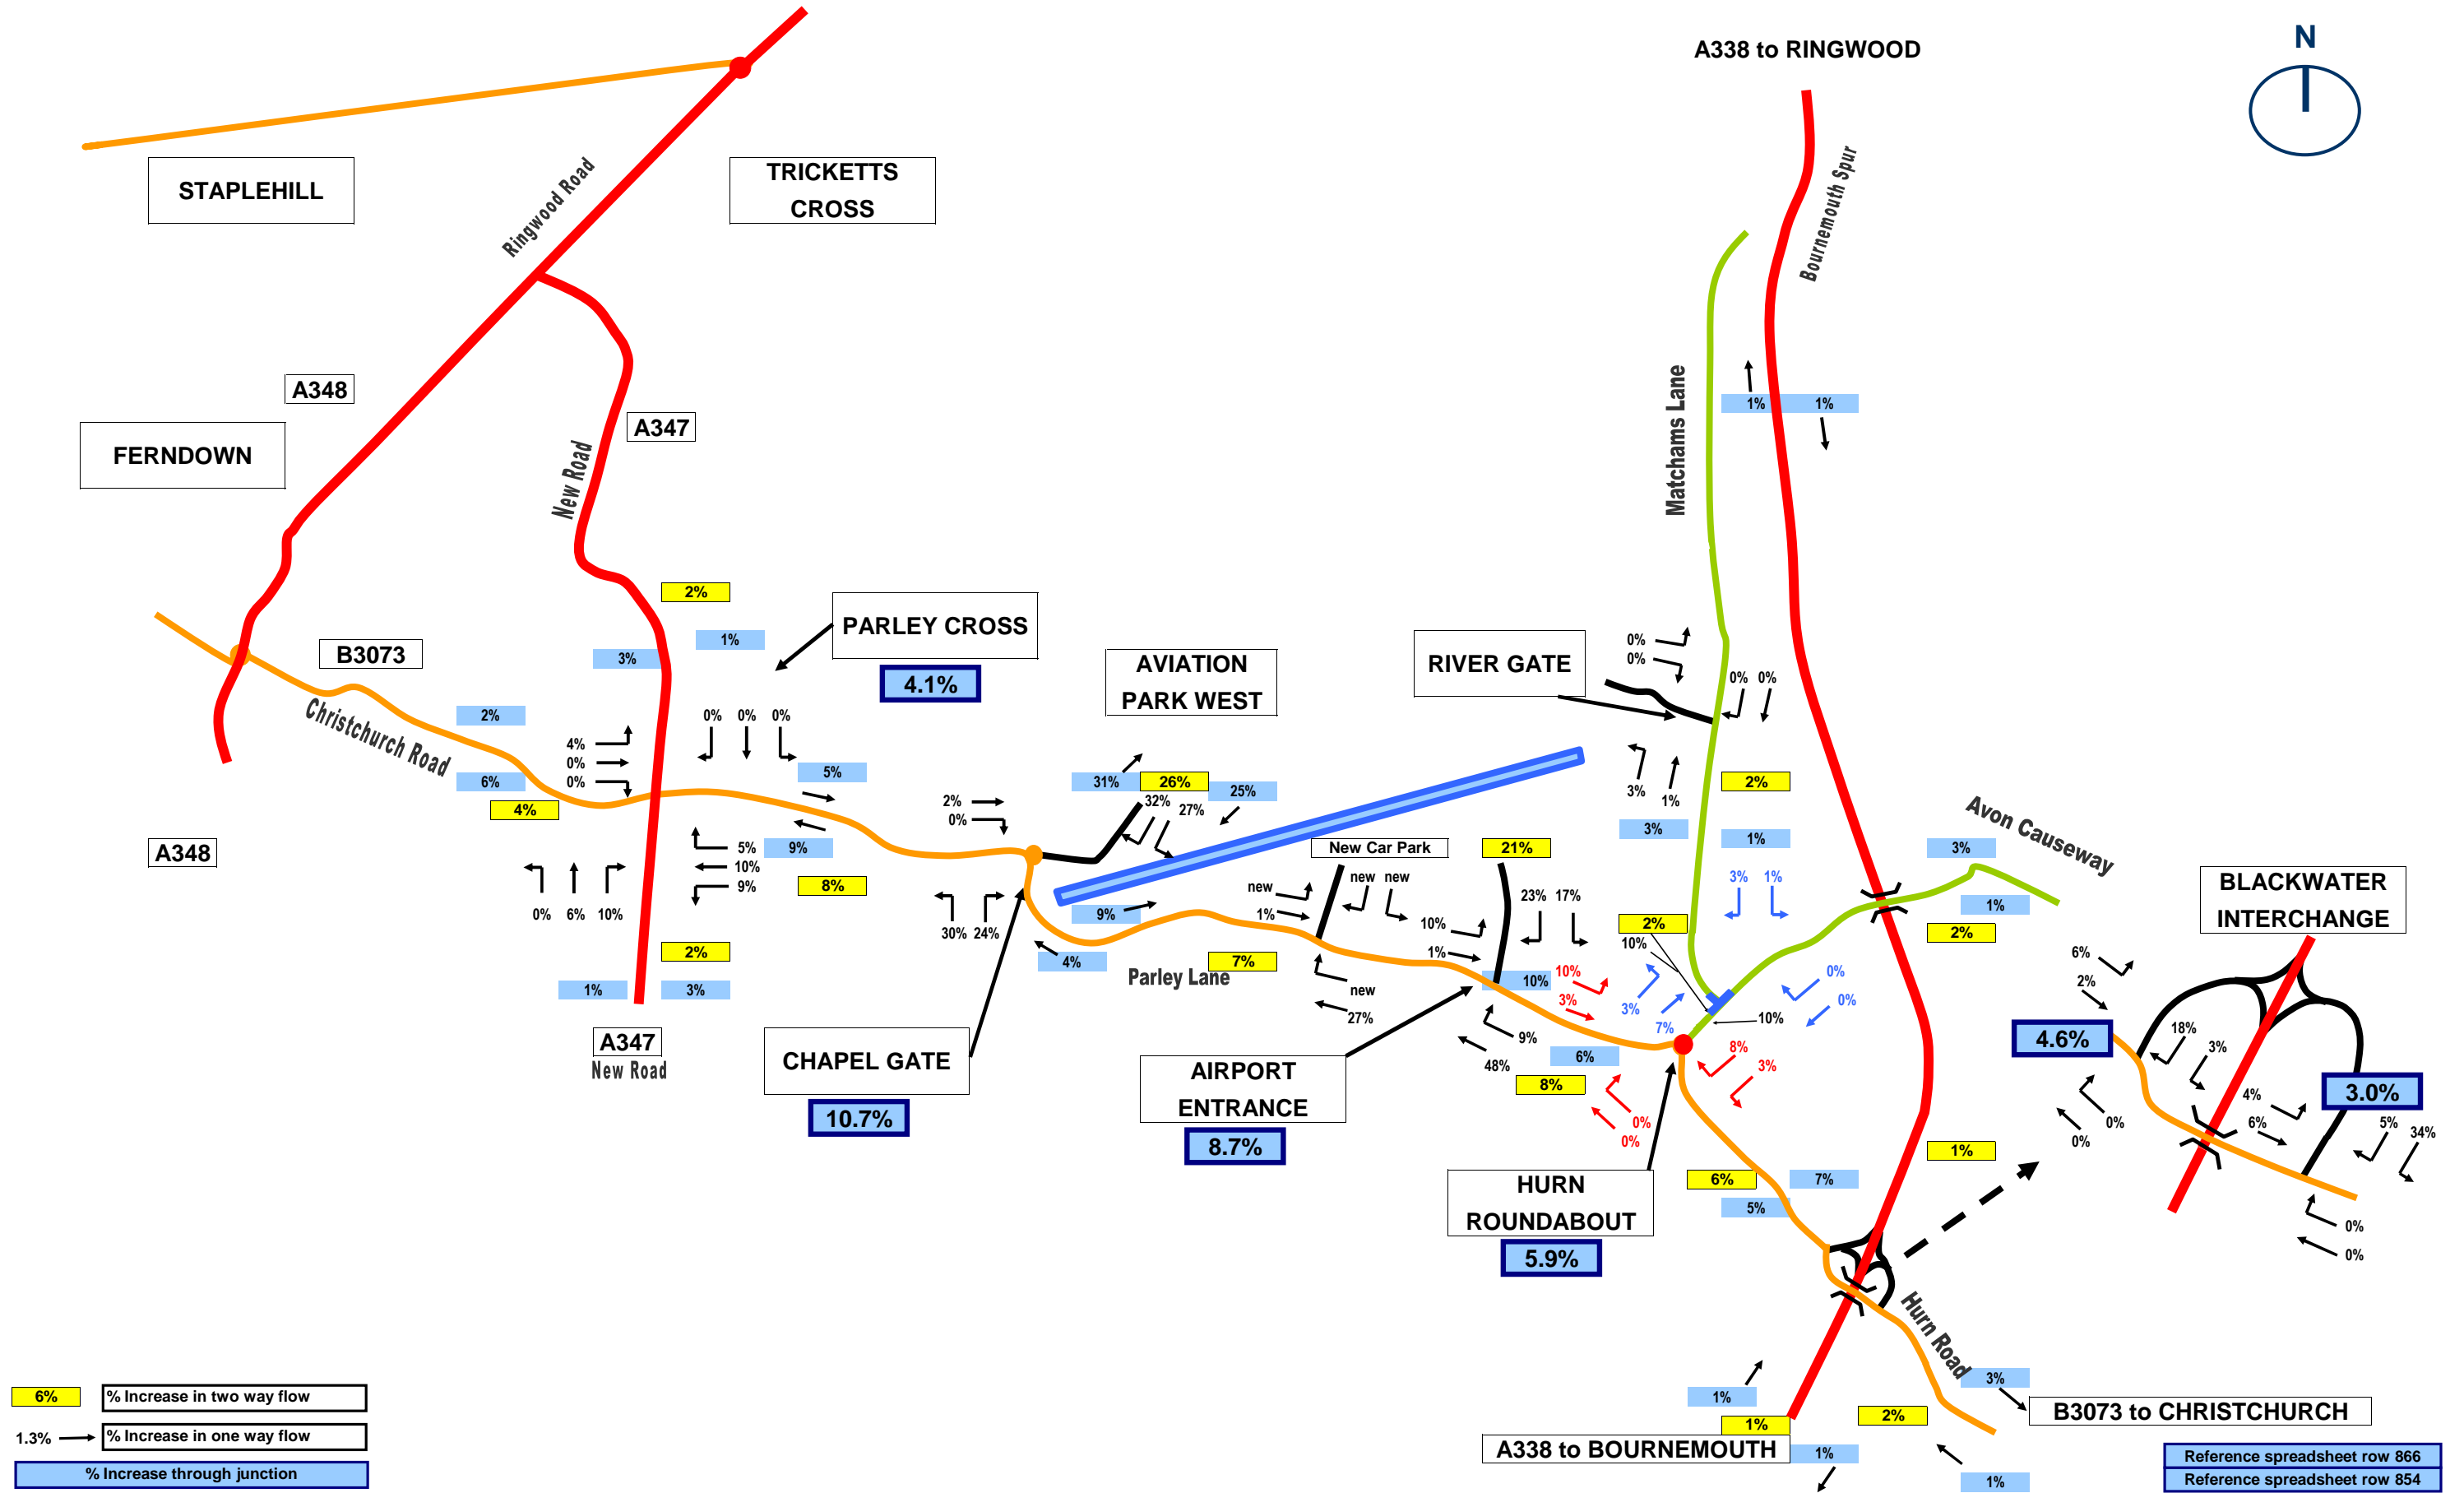 A338 to RINGWOOD
N
STAPLEHILL
TRICKETTS
CROSS
Ringwood Road
Bournemouth Spur
A348
A347
FERNDOWN
New Road
Matchams Lane
1%
1%
2%
PARLEY CROSS
4.1%
B3073
3%
1%
AVIATION
PARK WEST
RIVER GATE
0%
0%
0% 0%
Christchurch Road
2%
6%
4%
4%
0%
0%
0% 0% 0%
5%
9%
8%
5%
10%
9%
A348
0% 6% 10%
2%
1%
3%
A347
New Road
2%
0%
31%
26%
25%
32%
27%
30% 24%
9%
4%
Parley Lane
7%
New Car Park
new
1%
new new
new
27%
21%
23% 17%
10%
1%
10%
9%
48%
6%
8%
CHAPEL GATE
10.7%
AIRPORT
ENTRANCE
8.7%
3% 1%
2%
3%
1%
3% 1%
2%
10%
10%
3%
3%
7%
10%
0%
0%
8%
3%
0%
0%
Avon Causeway
3%
1%
2%
HURN
ROUNDABOUT
5.9%
6%
7%
5%
1%
BLACKWATER
INTERCHANGE
6%
2%
4.6%
18%
3%
4%
6%
3.0%
5%
34%
0%
0%
0%
0%
Hurn Road
3%
B3073 to CHRISTCHURCH
2%
1%
1%
1%
A338 to BOURNEMOUTH
1%
6% % Increase in two way flow
1.3% % Increase in one way flow
% Increase through junction
Reference spreadsheet row 866
Reference spreadsheet row 854